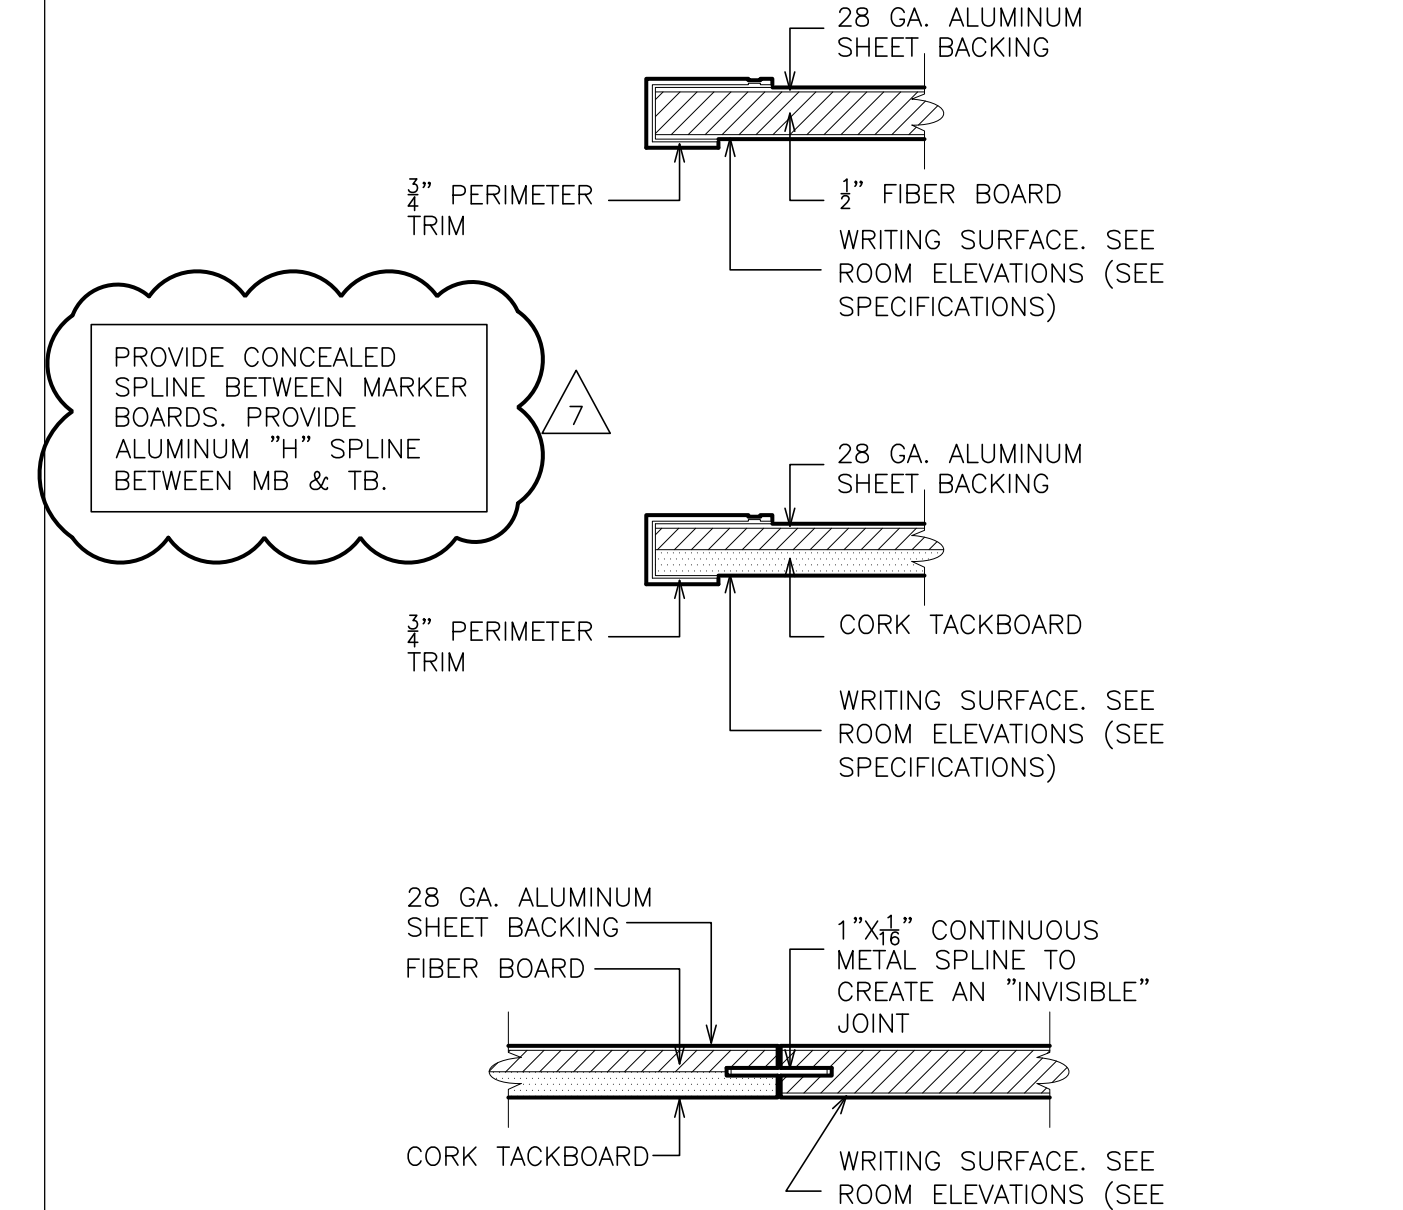 28 GA. ALUMINUM
SHEET BACKING
3/4" PERIMETER
TRIM
1/2" FIBER BOARD
WRITING SURFACE. SEE
ROOM ELEVATIONS (SEE
SPECIFICATIONS)
PROVIDE CONCEALED
SPLINE BETWEEN MARKER
BOARDS. PROVIDE
ALUMINUM "H" SPLINE
BETWEEN MB & TB.
7
28 GA. ALUMINUM
SHEET BACKING
3/4" PERIMETER
TRIM
CORK TACKBOARD
WRITING SURFACE. SEE
ROOM ELEVATIONS (SEE
SPECIFICATIONS)
28 GA. ALUMINUM
SHEET BACKING
FIBER BOARD
1"X1/16" CONTINUOUS
METAL SPLINE TO
CREATE AN "INVISIBLE"
JOINT
CORK TACKBOARD
WRITING SURFACE. SEE
ROOM ELEVATIONS (SEE